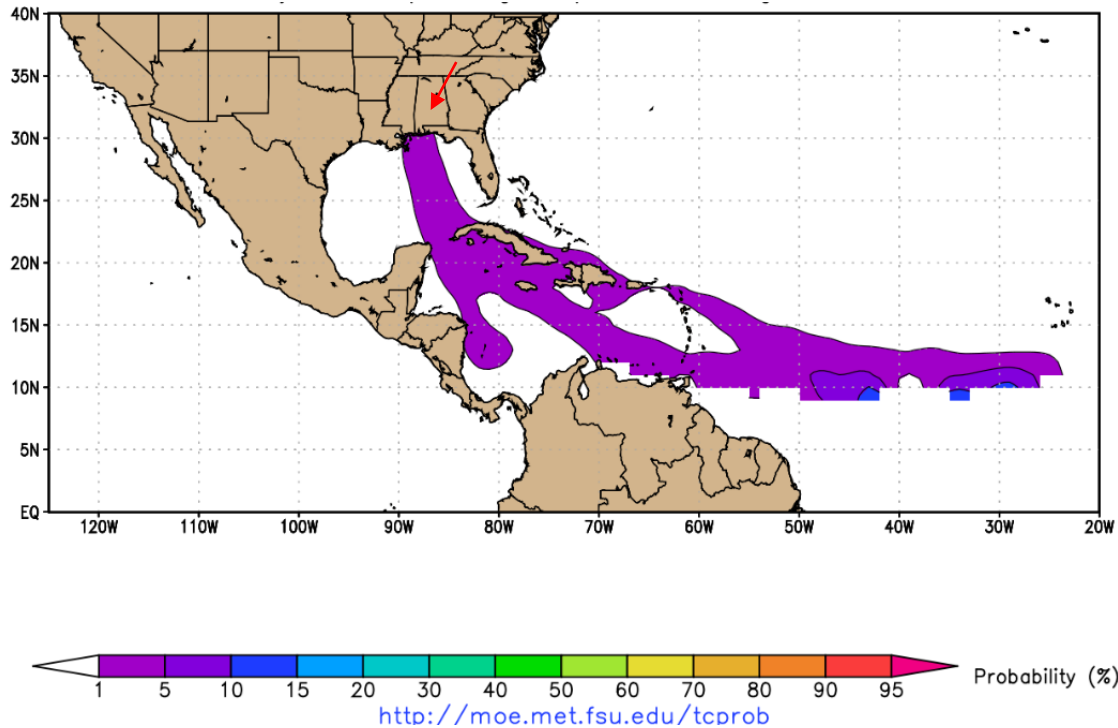 40N
35N
30N
25N
20N
15N
10N
5N
EQ
120W 110W 100W 90W 80W 70W 60W 50W 40W 30W 20W
1 5 10 15 20 30 40 50 60 70 80 90 95 Probability (%)
http://moe.met.fsu.edu/tcprob